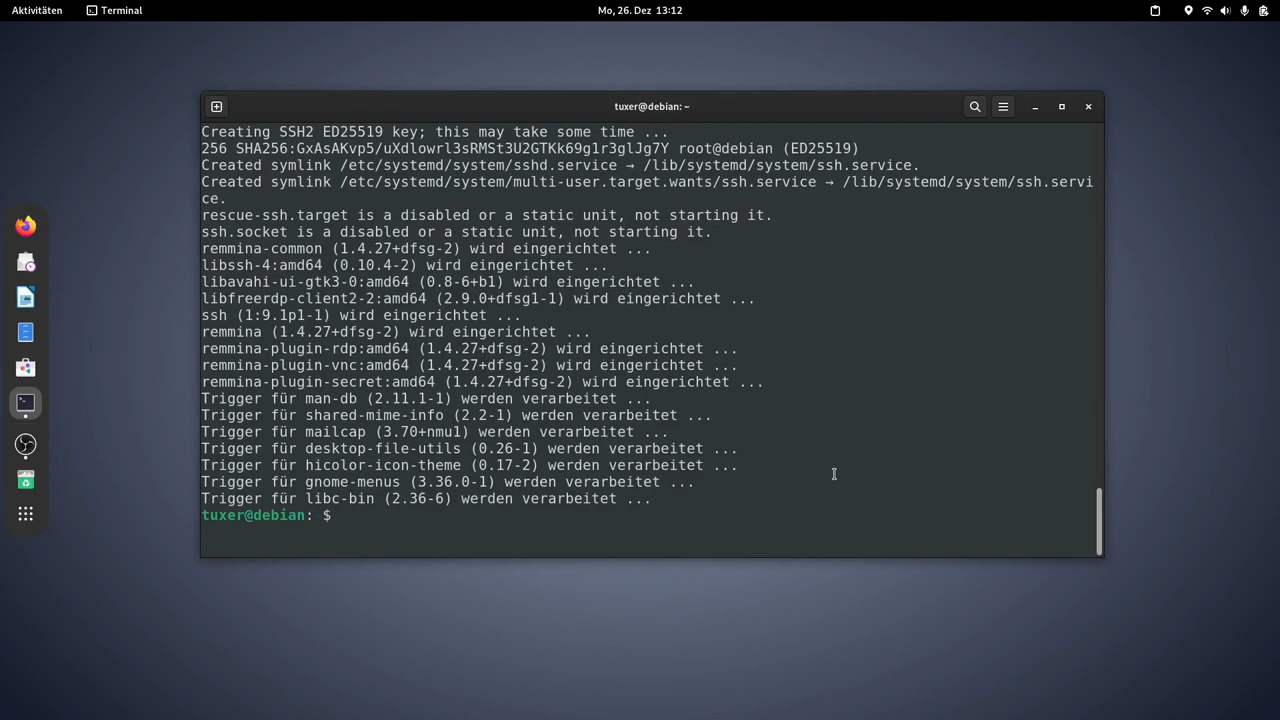 Aktivitäten Terminal Mo, 26. Dez 13:12
tuxer@debian: ~
Creating SSH2 ED25519 key; this may take some time ...
256 SHA256:GxAsAKvp5/uXdlowrl3sRMSt3U2GTKk69g1r3glJg7Y root@debian (ED25519)
Created symlink /etc/systemd/system/sshd.service → /lib/systemd/system/ssh.service.
Created symlink /etc/systemd/system/multi-user.target.wants/ssh.service → /lib/systemd/system/ssh.servi
ce.
rescue-ssh.target is a disabled or a static unit, not starting it.
ssh.socket is a disabled or a static unit, not starting it.
remmina-common (1.4.27+dfsg-2) wird eingerichtet ...
libssh-4:amd64 (0.10.4-2) wird eingerichtet ...
libavahi-ui-gtk3-0:amd64 (0.8-6+b1) wird eingerichtet ...
libfreerdp-client2-2:amd64 (2.9.0+dfsg1-1) wird eingerichtet ...
ssh (1:9.1p1-1) wird eingerichtet ...
remmina (1.4.27+dfsg-2) wird eingerichtet ...
remmina-plugin-rdp:amd64 (1.4.27+dfsg-2) wird eingerichtet ...
remmina-plugin-vnc:amd64 (1.4.27+dfsg-2) wird eingerichtet ...
remmina-plugin-secret:amd64 (1.4.27+dfsg-2) wird eingerichtet ...
Trigger für man-db (2.11.1-1) werden verarbeitet ...
Trigger für shared-mime-info (2.2-1) werden verarbeitet ...
Trigger für mailcap (3.70+nmu1) werden verarbeitet ...
Trigger für desktop-file-utils (0.26-1) werden verarbeitet ...
Trigger für hicolor-icon-theme (0.17-2) werden verarbeitet ...
Trigger für gnome-menus (3.36.0-1) werden verarbeitet ...
Trigger für libc-bin (2.36-6) werden verarbeitet ...
tuxer@debian: $